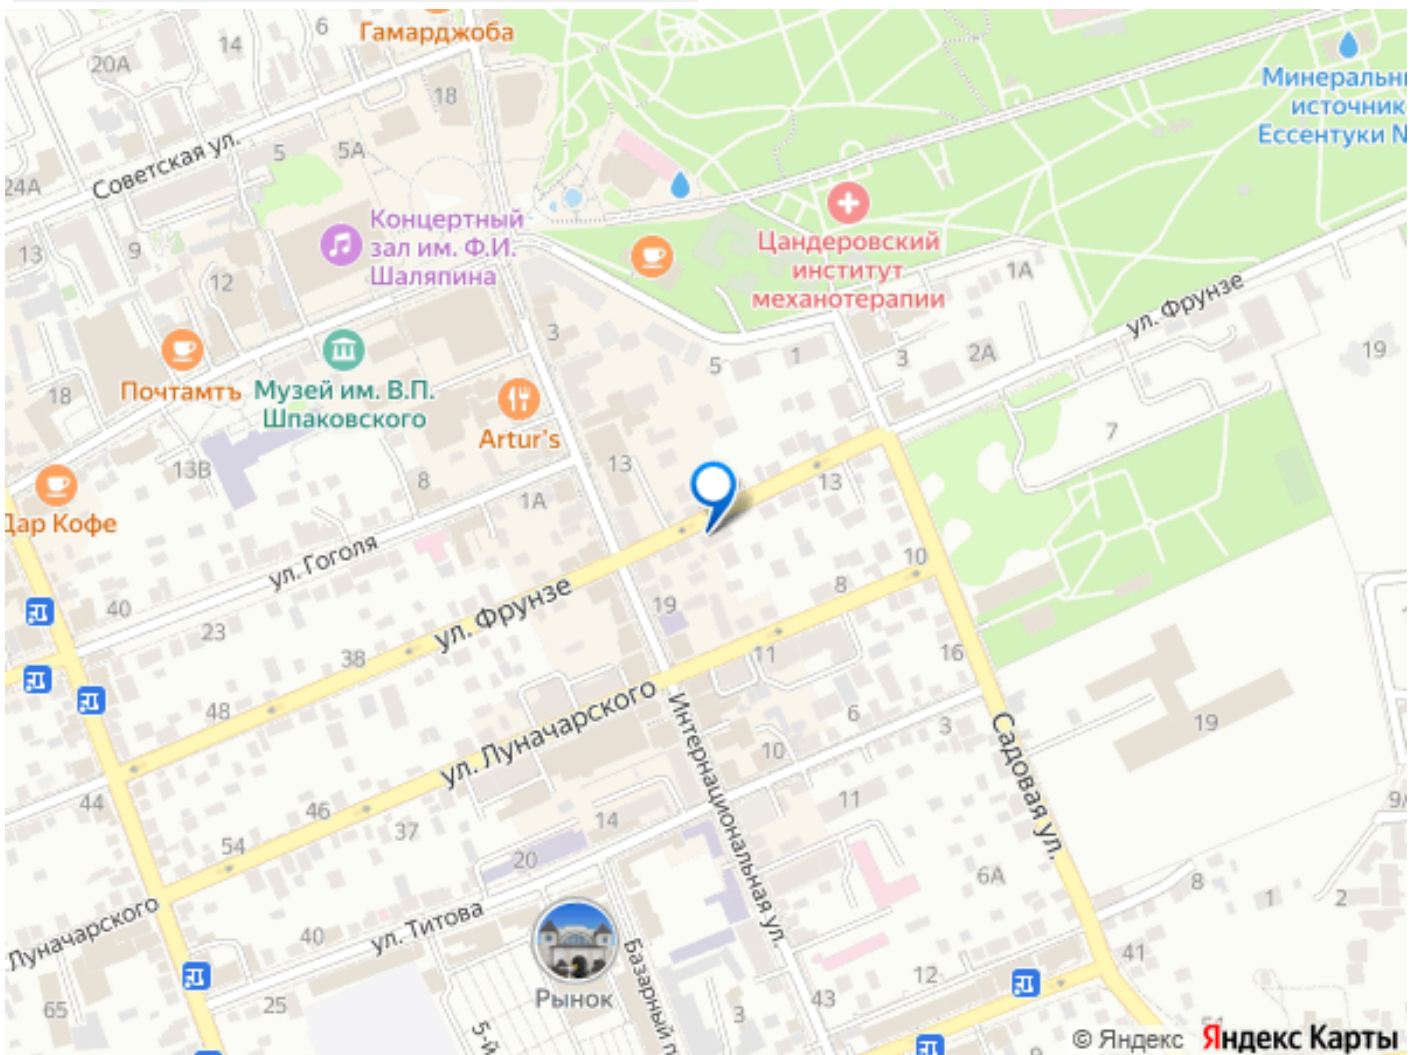 Гамарджоба
6
14
20А
18
Минеральн
источник
Ессентуки N
Советская ул.
5
5А
24А
Концертный
зал им. Ф.И.
Шаляпина
Цандеровский
институт
механотерапии
13
9
12
1А
ул. Фрунзе
3
5
1
3
2А
19
Почтамтъ
Музей им. В.П.
Шпаковского
18
Artur's
13В
8
1А
13
13
7
Дар Кофе
ул. Гоголя
ул. Фрунзе
40
23
38
48
19
8
10
11
16
ул. Луначарского
Интернациональная ул.
6
3
10
Садовая ул.
19
44
46
37
54
14
20
11
9/
6А
8
1
2
Луначарского
40
ул. Титова
Рынок
Базарный п
5-й
25
65
3
43
12
41
51
© Яндекс Яндекс Карты